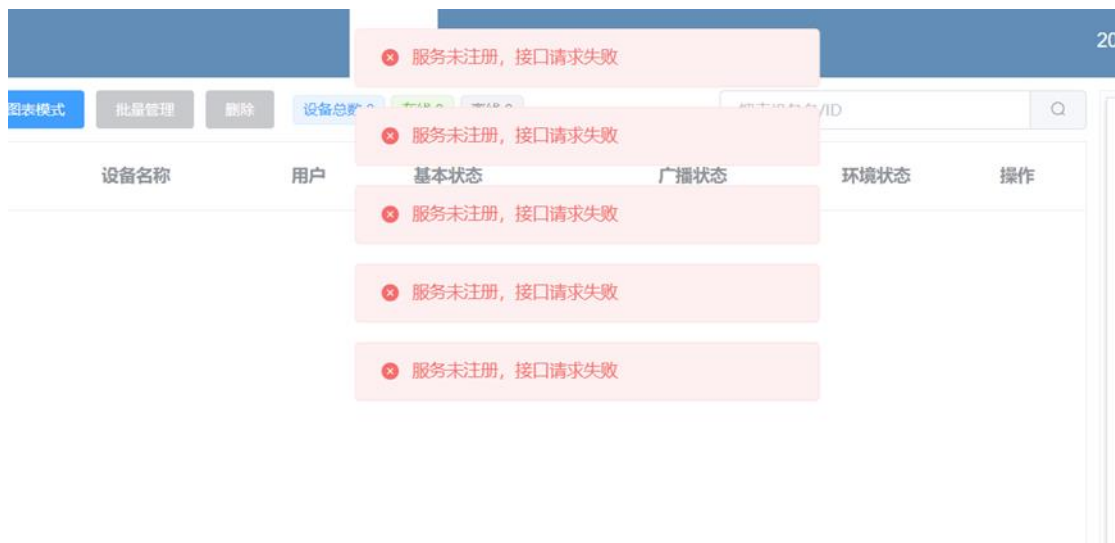 服务未注册，接口请求失败
20
图表模式
批量管理
删除
设备总数
/ID
服务未注册，接口请求失败
设备名称
用户
基本状态
广播状态
环境状态
操作
服务未注册，接口请求失败
服务未注册，接口请求失败
服务未注册，接口请求失败